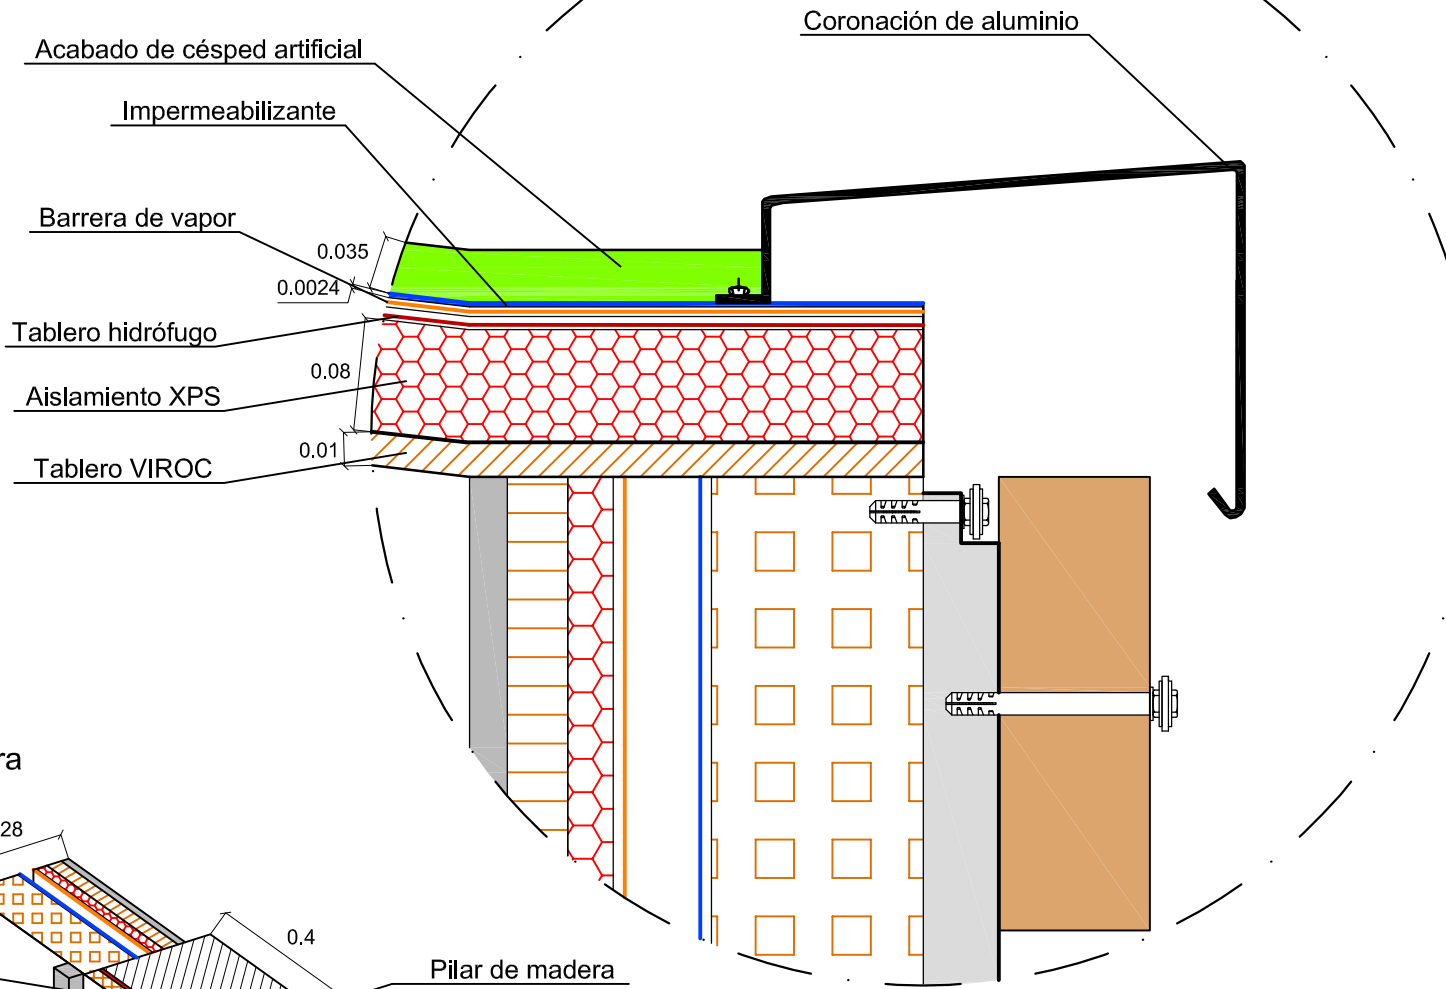 Coronación de aluminio
Acabado de césped artificial
Impermeabilizante
Barrera de vapor
0.035
0.0024
Tablero hidrófugo
0.08
Aislamiento XPS
0.01
Tablero VIROC
ra
28
0.4
Pilar de madera